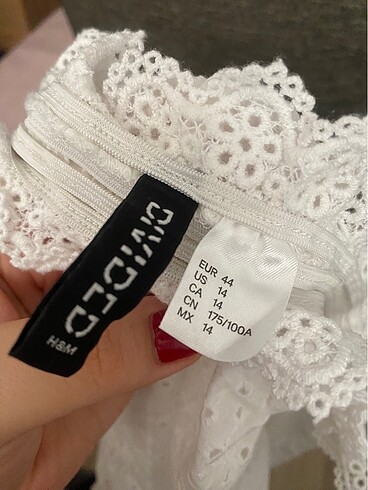 DIVIDED
H&M
EUR 44
US 14
CA 14
CN 175/100A
MX 14